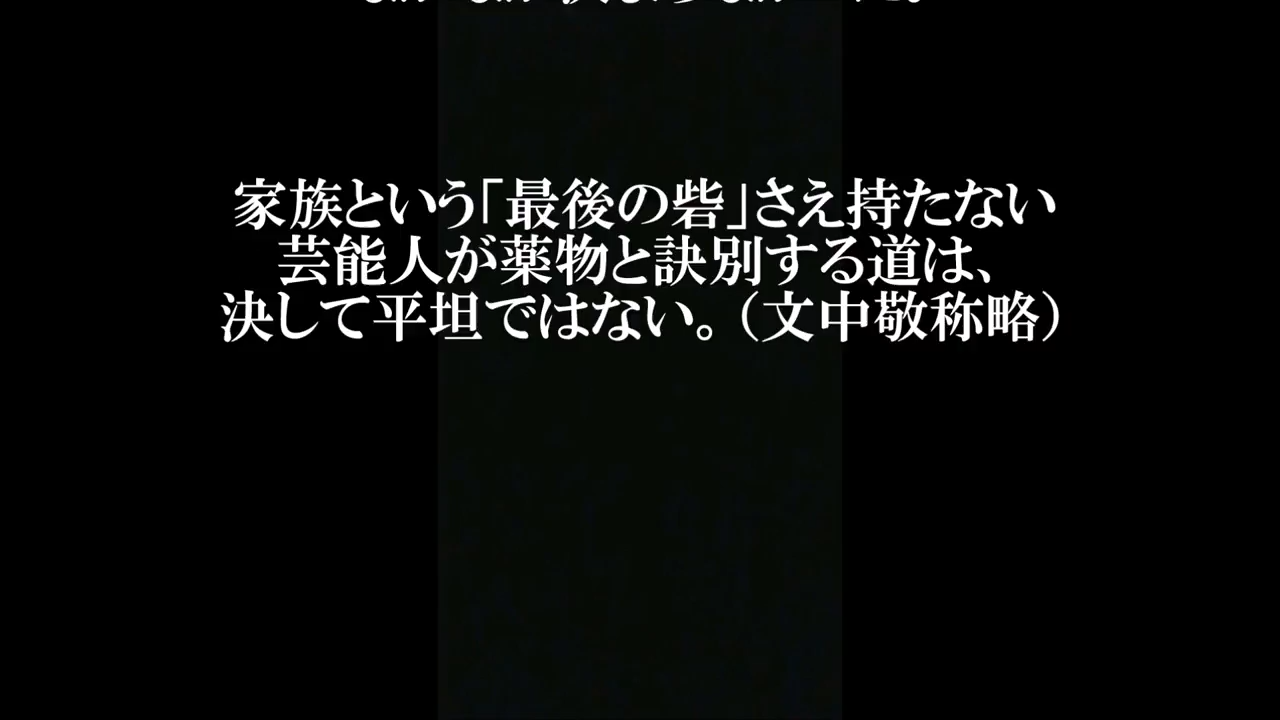 家族という「最後の砦」さえ持たない
芸能人が薬物と訣別する道は、
決して平坦ではない。（文中敬称略）